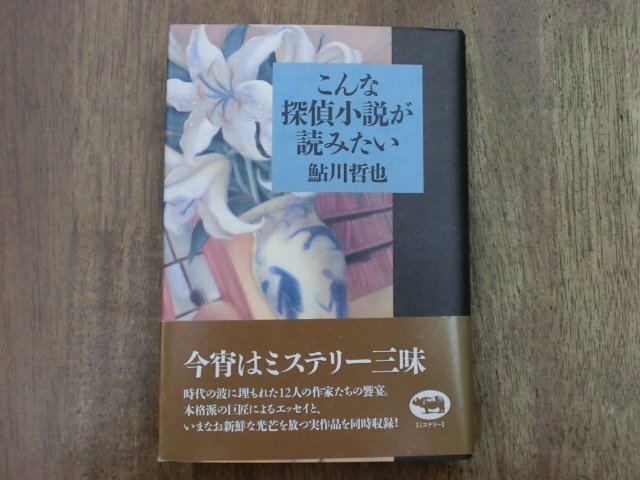 こんな
探偵小説が
読みたい
鮎川哲也
今宵はミステリー三昧
時代の波に埋もれた12人の作家たちの饗宴。
本格派の巨匠によるエッセイと、
いまなお新鮮な光芒を放つ実作品を同時収録!
【ミステリー】